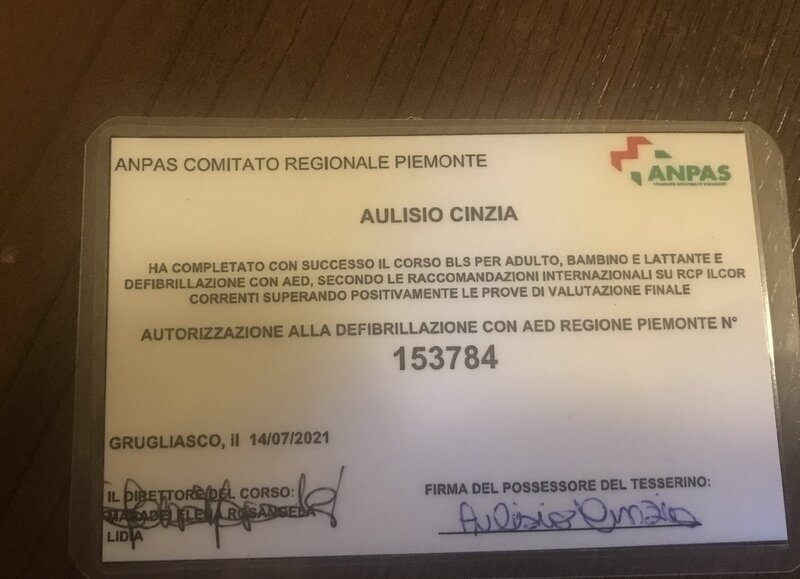 ANPAS COMITATO REGIONALE PIEMONTE
ANPAS
AULISIO CINZIA
HA COMPLETATO CON SUCCESSO IL CORSO BLS PER ADULTO, BAMBINO E LATTANTE E
DEFIBRILLAZIONE CON AED, SECONDO LE RACCOMANDAZIONI INTERNAZIONALI SU RCP ILCOR
CORRENTI SUPERANDO POSITIVAMENTE LE PROVE DI VALUTAZIONE FINALE
AUTORIZZAZIONE ALLA DEFIBRILLAZIONE CON AED REGIONE PIEMONTE N°
153784
GRUGLIASCO, il 14/07/2021
IL DIRETTORE DEL CORSO:
ROSANGELA
LIDIA
FIRMA DEL POSSESSORE DEL TESSERINO:
Aulisio Cinzia